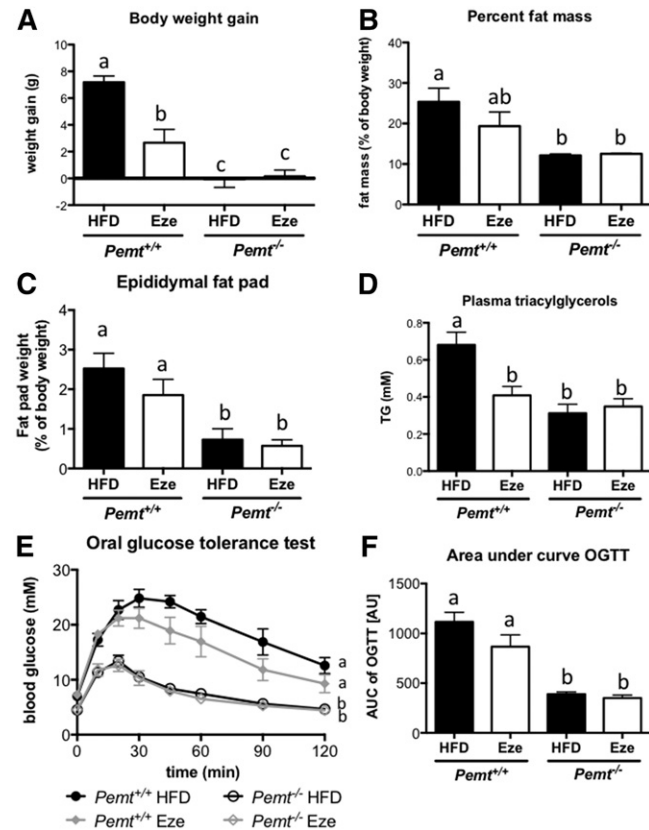 A
Body weight gain
weight gain (g)
10
8
6
4
2
0
-2
a
b
c
c
HFD
Eze
HFD
Eze
Pemt+/+
Pemt-/-
B
Percent fat mass
fat mass (% of body weight)
40
30
20
10
0
a
ab
b
b
HFD
Eze
HFD
Eze
Pemt+/+
Pemt-/-
C
Epididymal fat pad
Fat pad weight
(% of body weight)
4
3
2
1
0
a
a
b
b
HFD
Eze
HFD
Eze
Pemt+/+
Pemt-/-
D
Plasma triacylglycerols
TG (mM)
0.8
0.6
0.4
0.2
0.0
a
b
b
b
HFD
Eze
HFD
Eze
Pemt+/+
Pemt-/-
E
Oral glucose tolerance test
blood glucose (mM)
30
20
10
0
a
a
b
b
0
30
60
90
120
time (min)
Pemt+/+ HFD
Pemt-/- HFD
Pemt+/+ Eze
Pemt-/- Eze
F
Area under curve OGTT
AUC of OGTT [AU]
1500
1000
500
0
a
a
b
b
HFD
Eze
HFD
Eze
Pemt+/+
Pemt-/-